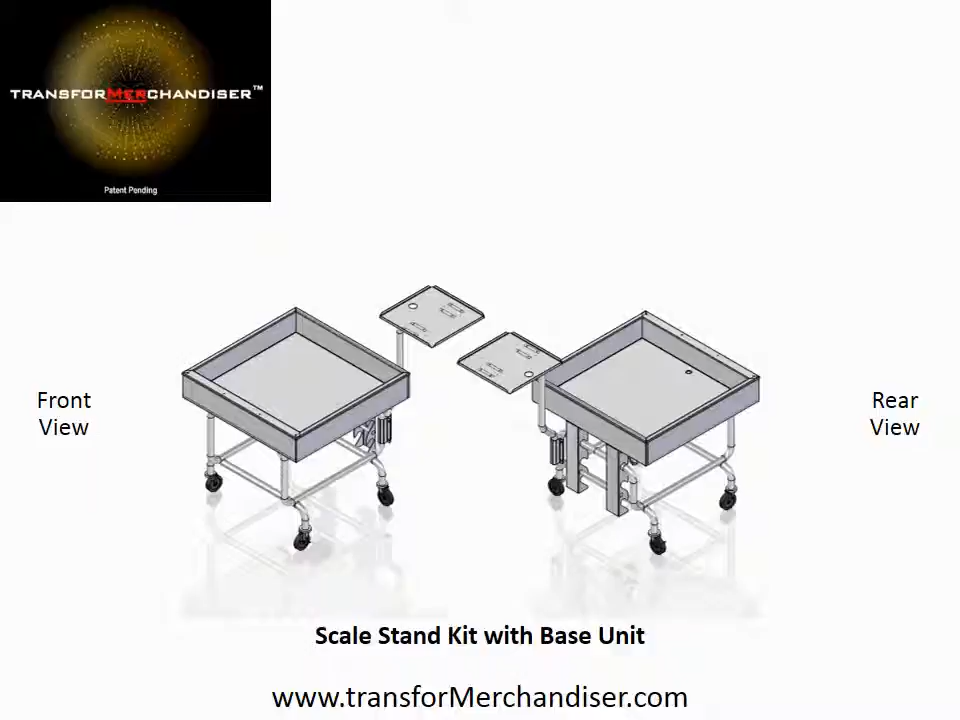 TRANSFORMERCHANDISER™
Patent Pending
Front
View
Rear
View
Scale Stand Kit with Base Unit
www.transforMerchandiser.com